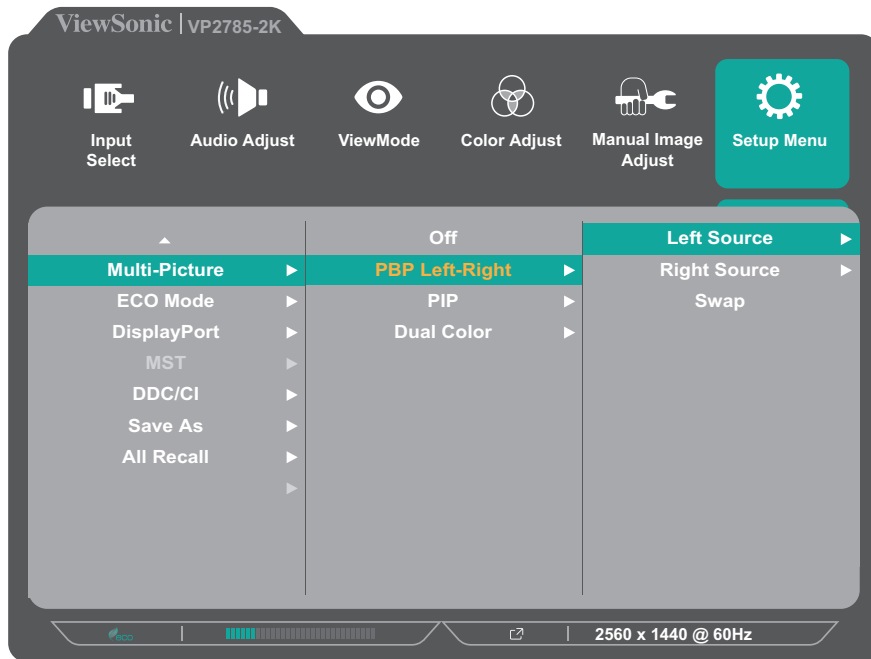 ViewSonic | VP2785-2K
Input Select
Audio Adjust
ViewMode
Color Adjust
Manual Image Adjust
Setup Menu
Multi-Picture
ECO Mode
DisplayPort
MST
DDC/CI
Save As
All Recall
Off
PBP Left-Right
PIP
Dual Color
Left Source
Right Source
Swap
eco
2560 x 1440 @ 60Hz